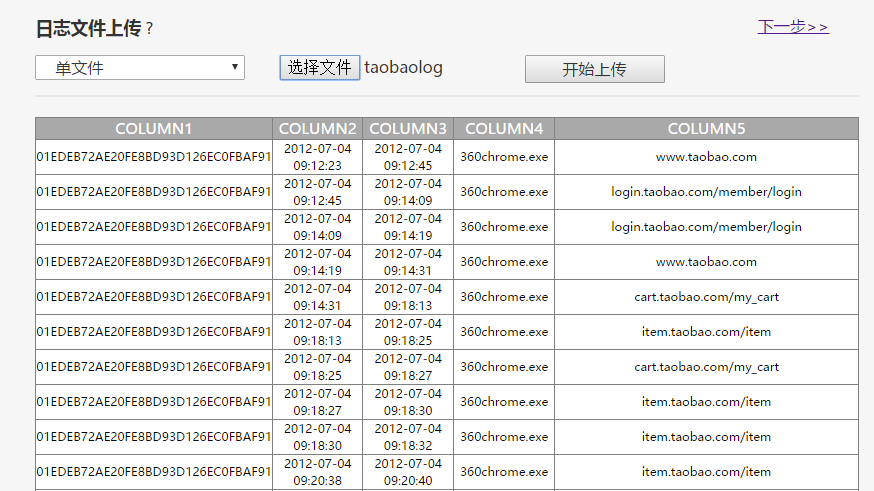 日志文件上传 ? 下一步>>
单文件 选择文件 taobaolog 开始上传
COLUMN1 COLUMN2 COLUMN3 COLUMN4 COLUMN5
01EDEB72AE20FE8BD93D126EC0FBAF91 2012-07-04 09:12:23 2012-07-04 09:12:45 360chrome.exe www.taobao.com
01EDEB72AE20FE8BD93D126EC0FBAF91 2012-07-04 09:12:45 2012-07-04 09:14:09 360chrome.exe login.taobao.com/member/login
01EDEB72AE20FE8BD93D126EC0FBAF91 2012-07-04 09:14:09 2012-07-04 09:14:19 360chrome.exe login.taobao.com/member/login
01EDEB72AE20FE8BD93D126EC0FBAF91 2012-07-04 09:14:19 2012-07-04 09:14:31 360chrome.exe www.taobao.com
01EDEB72AE20FE8BD93D126EC0FBAF91 2012-07-04 09:14:31 2012-07-04 09:18:13 360chrome.exe cart.taobao.com/my_cart
01EDEB72AE20FE8BD93D126EC0FBAF91 2012-07-04 09:18:13 2012-07-04 09:18:25 360chrome.exe item.taobao.com/item
01EDEB72AE20FE8BD93D126EC0FBAF91 2012-07-04 09:18:25 2012-07-04 09:18:27 360chrome.exe cart.taobao.com/my_cart
01EDEB72AE20FE8BD93D126EC0FBAF91 2012-07-04 09:18:27 2012-07-04 09:18:30 360chrome.exe item.taobao.com/item
01EDEB72AE20FE8BD93D126EC0FBAF91 2012-07-04 09:18:30 2012-07-04 09:18:32 360chrome.exe item.taobao.com/item
01EDEB72AE20FE8BD93D126EC0FBAF91 2012-07-04 09:20:38 2012-07-04 09:20:40 360chrome.exe item.taobao.com/item